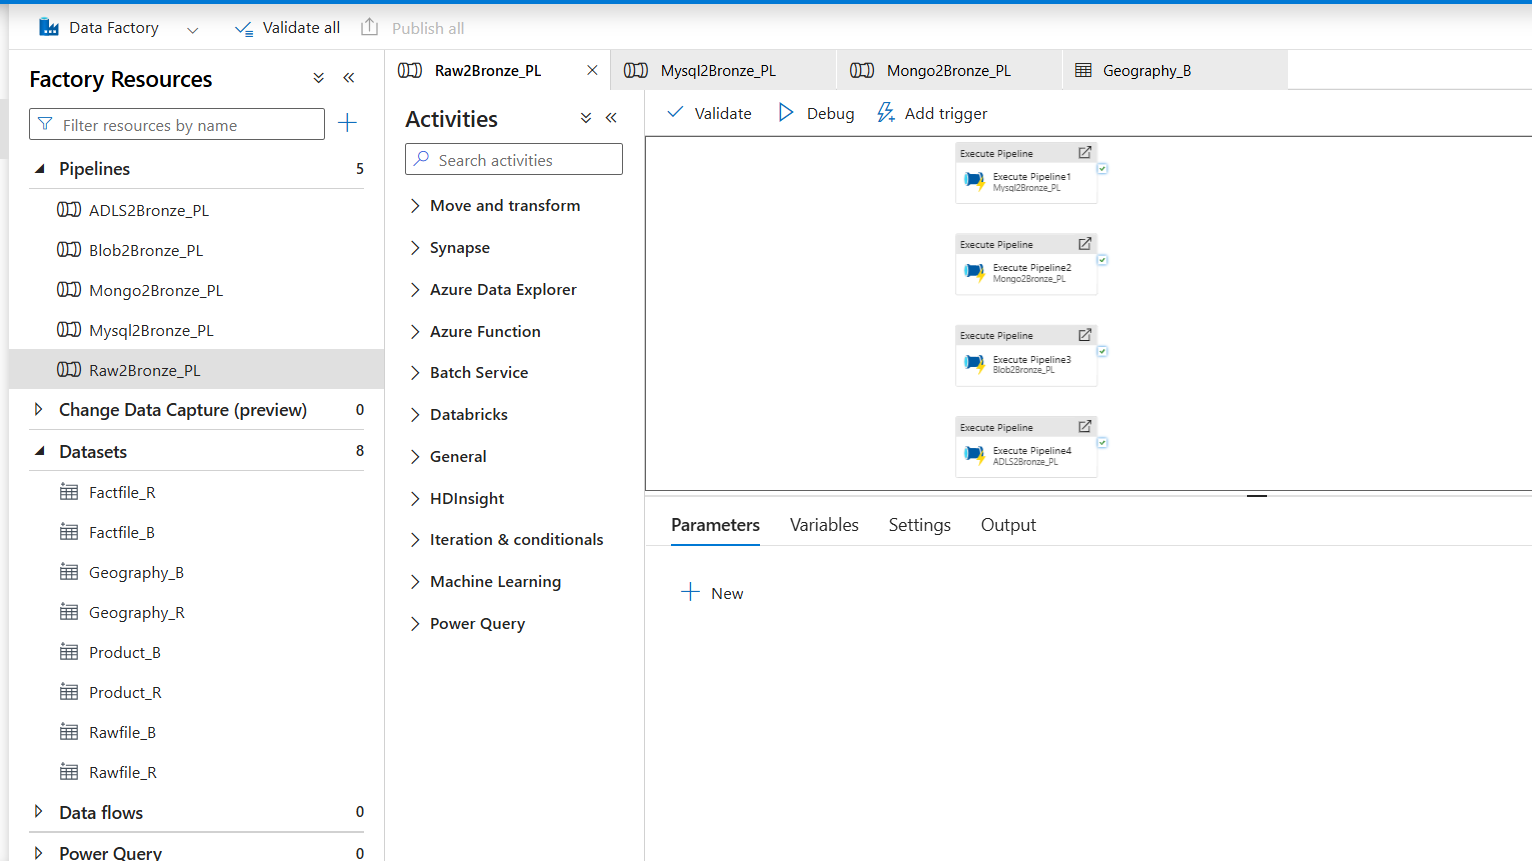 Data Factory
Validate all
Publish all
Factory Resources
Filter resources by name
Pipelines 5
ADLS2Bronze_PL
Blob2Bronze_PL
Mongo2Bronze_PL
Mysql2Bronze_PL
Raw2Bronze_PL
Change Data Capture (preview) 0
Datasets 8
Factfile_R
Factfile_B
Geography_B
Geography_R
Product_B
Product_R
Rawfile_B
Rawfile_R
Data flows 0
Power Query 0
Raw2Bronze_PL
Mysql2Bronze_PL
Mongo2Bronze_PL
Geography_B
Activities
Search activities
Move and transform
Synapse
Azure Data Explorer
Azure Function
Batch Service
Databricks
General
HDInsight
Iteration & conditionals
Machine Learning
Power Query
Validate
Debug
Add trigger
Execute Pipeline
Execute Pipeline1
Mysql2Bronze_PL
Execute Pipeline
Execute Pipeline2
Mongo2Bronze_PL
Execute Pipeline
Execute Pipeline3
Blob2Bronze_PL
Execute Pipeline
Execute Pipeline4
ADLS2Bronze_PL
Parameters
Variables
Settings
Output
New